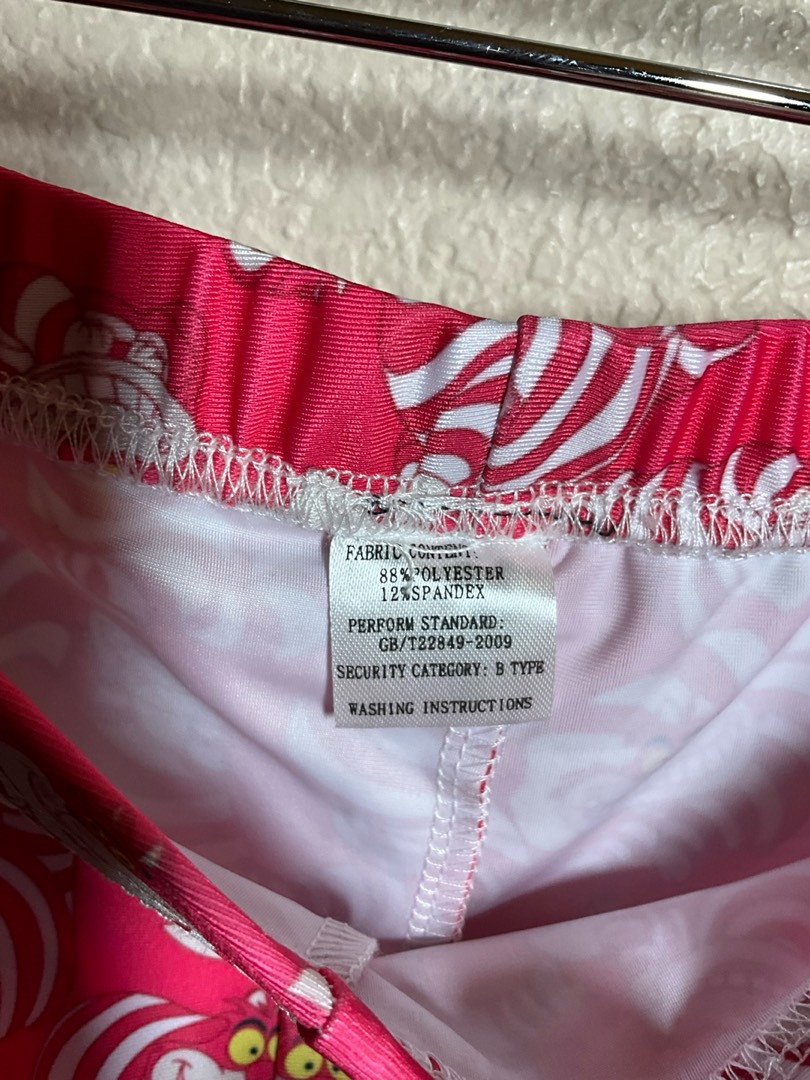 FABRIC CONTENT:
88%POLYESTER
12%SPANDEX
PERFORM STANDARD:
GB/T22849-2009
SECURITY CATEGORY: B TYPE
WASHING INSTRUCTIONS